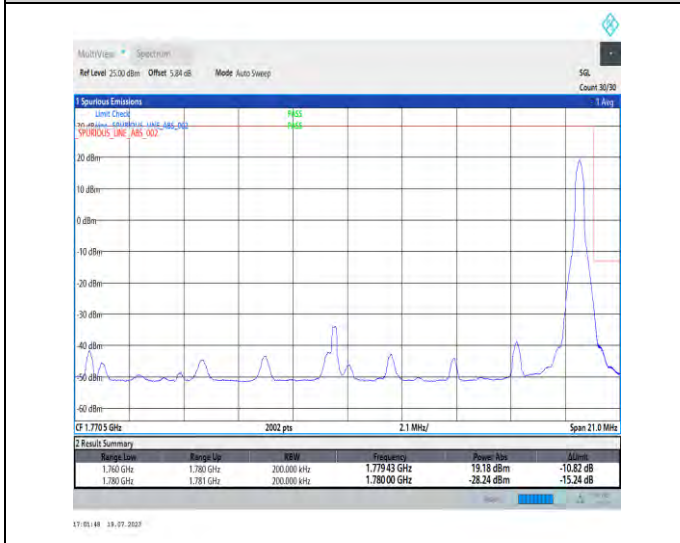 MultiView Spectrum
Ref Level 25.00 dBm Offset 5.84 dB Mode Auto Sweep SGL
Count 30/30
1 Spurious Emissions 1 Avg
Limit Check PASS
Line _SPURIOUS_LINE_ABS_002 PASS
_SPURIOUS_LINE_ABS_002
20 dBm
10 dBm
0 dBm
-10 dBm
-20 dBm
-30 dBm
-40 dBm
-50 dBm
-60 dBm
CF 1.7705 GHz 2002 pts 2.1 MHz/ Span 21.0 MHz
2 Result Summary
Range Low Range Up RBW Frequency Power Abs ΔLimit
1.760 GHz 1.780 GHz 200.000 kHz 1.77943 GHz 19.18 dBm -10.82 dB
1.780 GHz 1.781 GHz 200.000 kHz 1.78000 GHz -28.24 dBm -15.24 dB